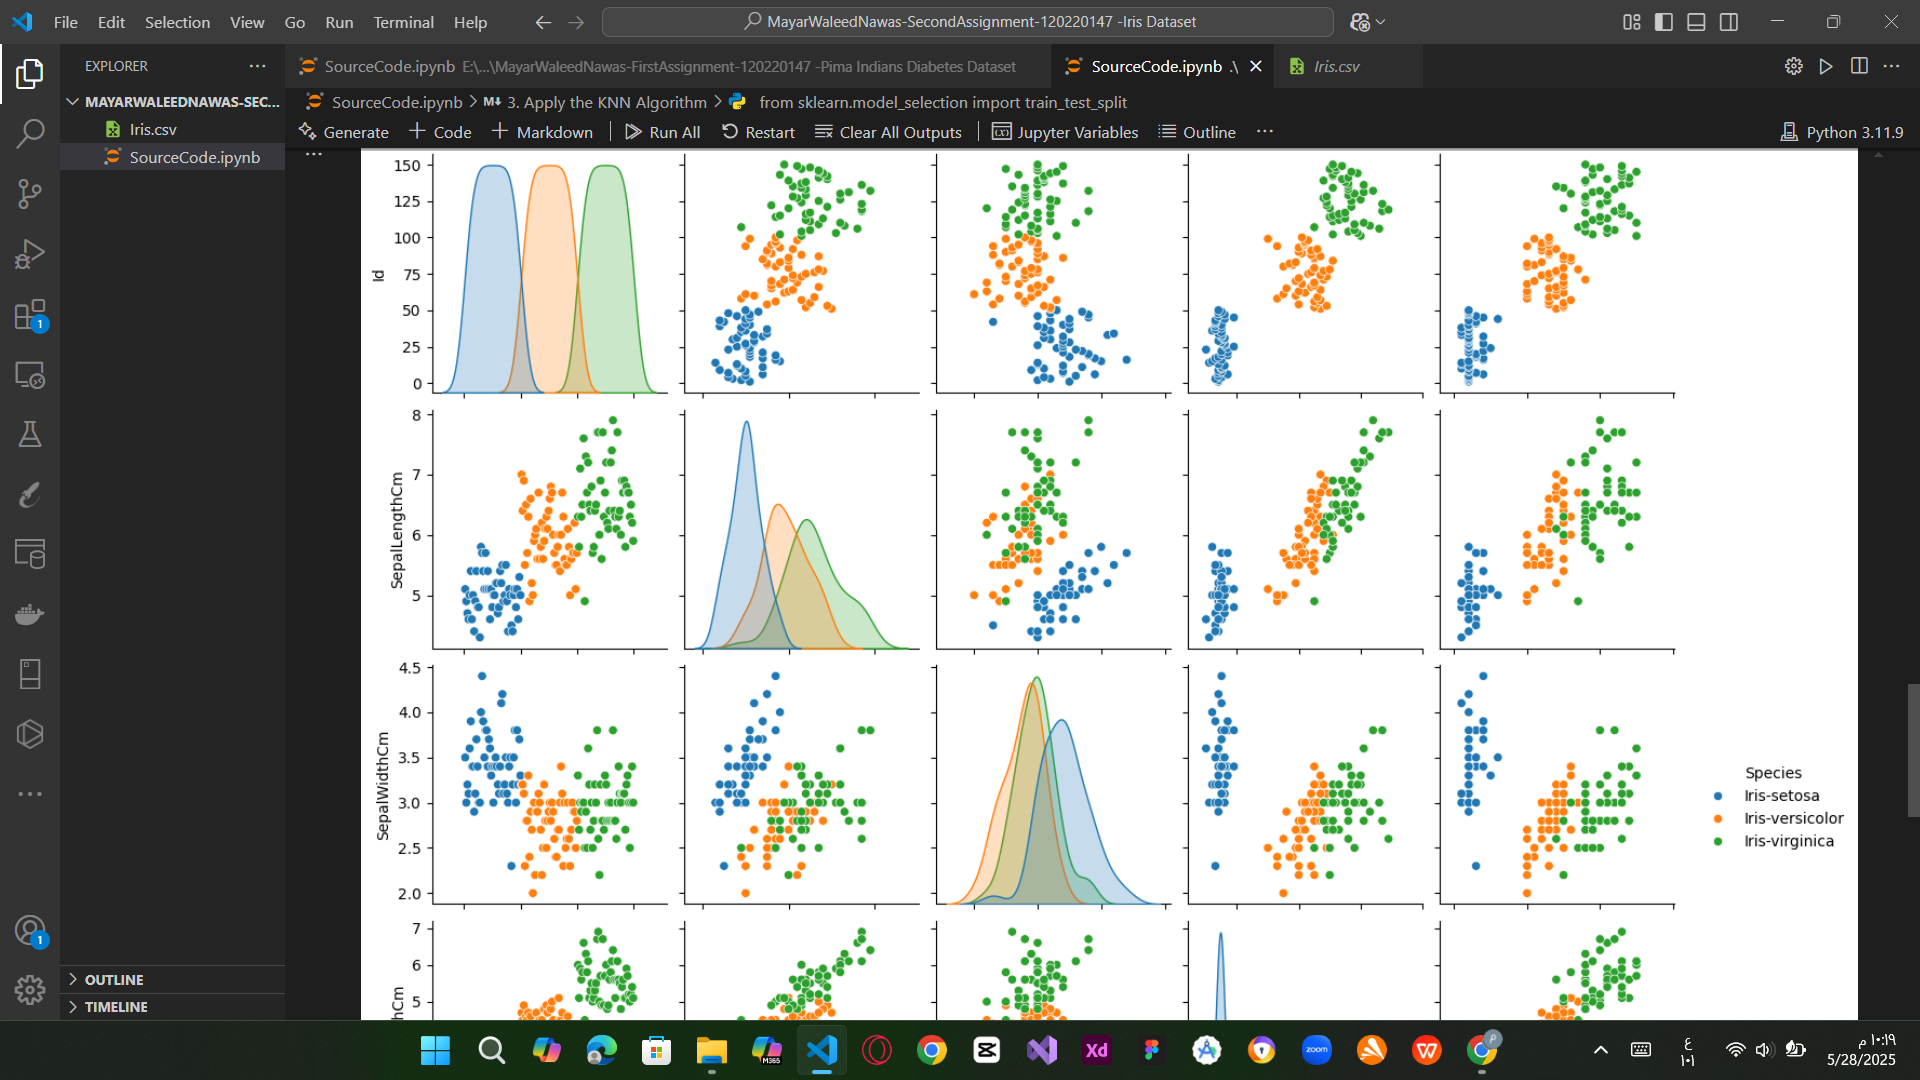 File Edit Selection View Go Run Terminal Help
MayarWaleedNawas-SecondAssignment-120220147 -Iris Dataset
EXPLORER
SourceCode.ipynb E:\...\MayarWaleedNawas-FirstAssignment-120220147 -Pima Indians Diabetes Dataset
SourceCode.ipynb .\
Iris.csv
MAYARWALEEDNAWAS-SEC...
Iris.csv
SourceCode.ipynb
SourceCode.ipynb > M↓ 3. Apply the KNN Algorithm > from sklearn.model_selection import train_test_split
Generate + Code + Markdown Run All Restart Clear All Outputs Jupyter Variables Outline ... Python 3.11.9
150
125
100
75
50
25
0
Id
8
7
6
5
SepalLengthCm
4.5
4.0
3.5
3.0
2.5
2.0
SepalWidthCm
7
6
5
hCm
Species
Iris-setosa
Iris-versicolor
Iris-virginica
1
1
OUTLINE
TIMELINE
M365
Xd
zoom
P
ع
١٠١
١٠:١٩ م
5/28/2025